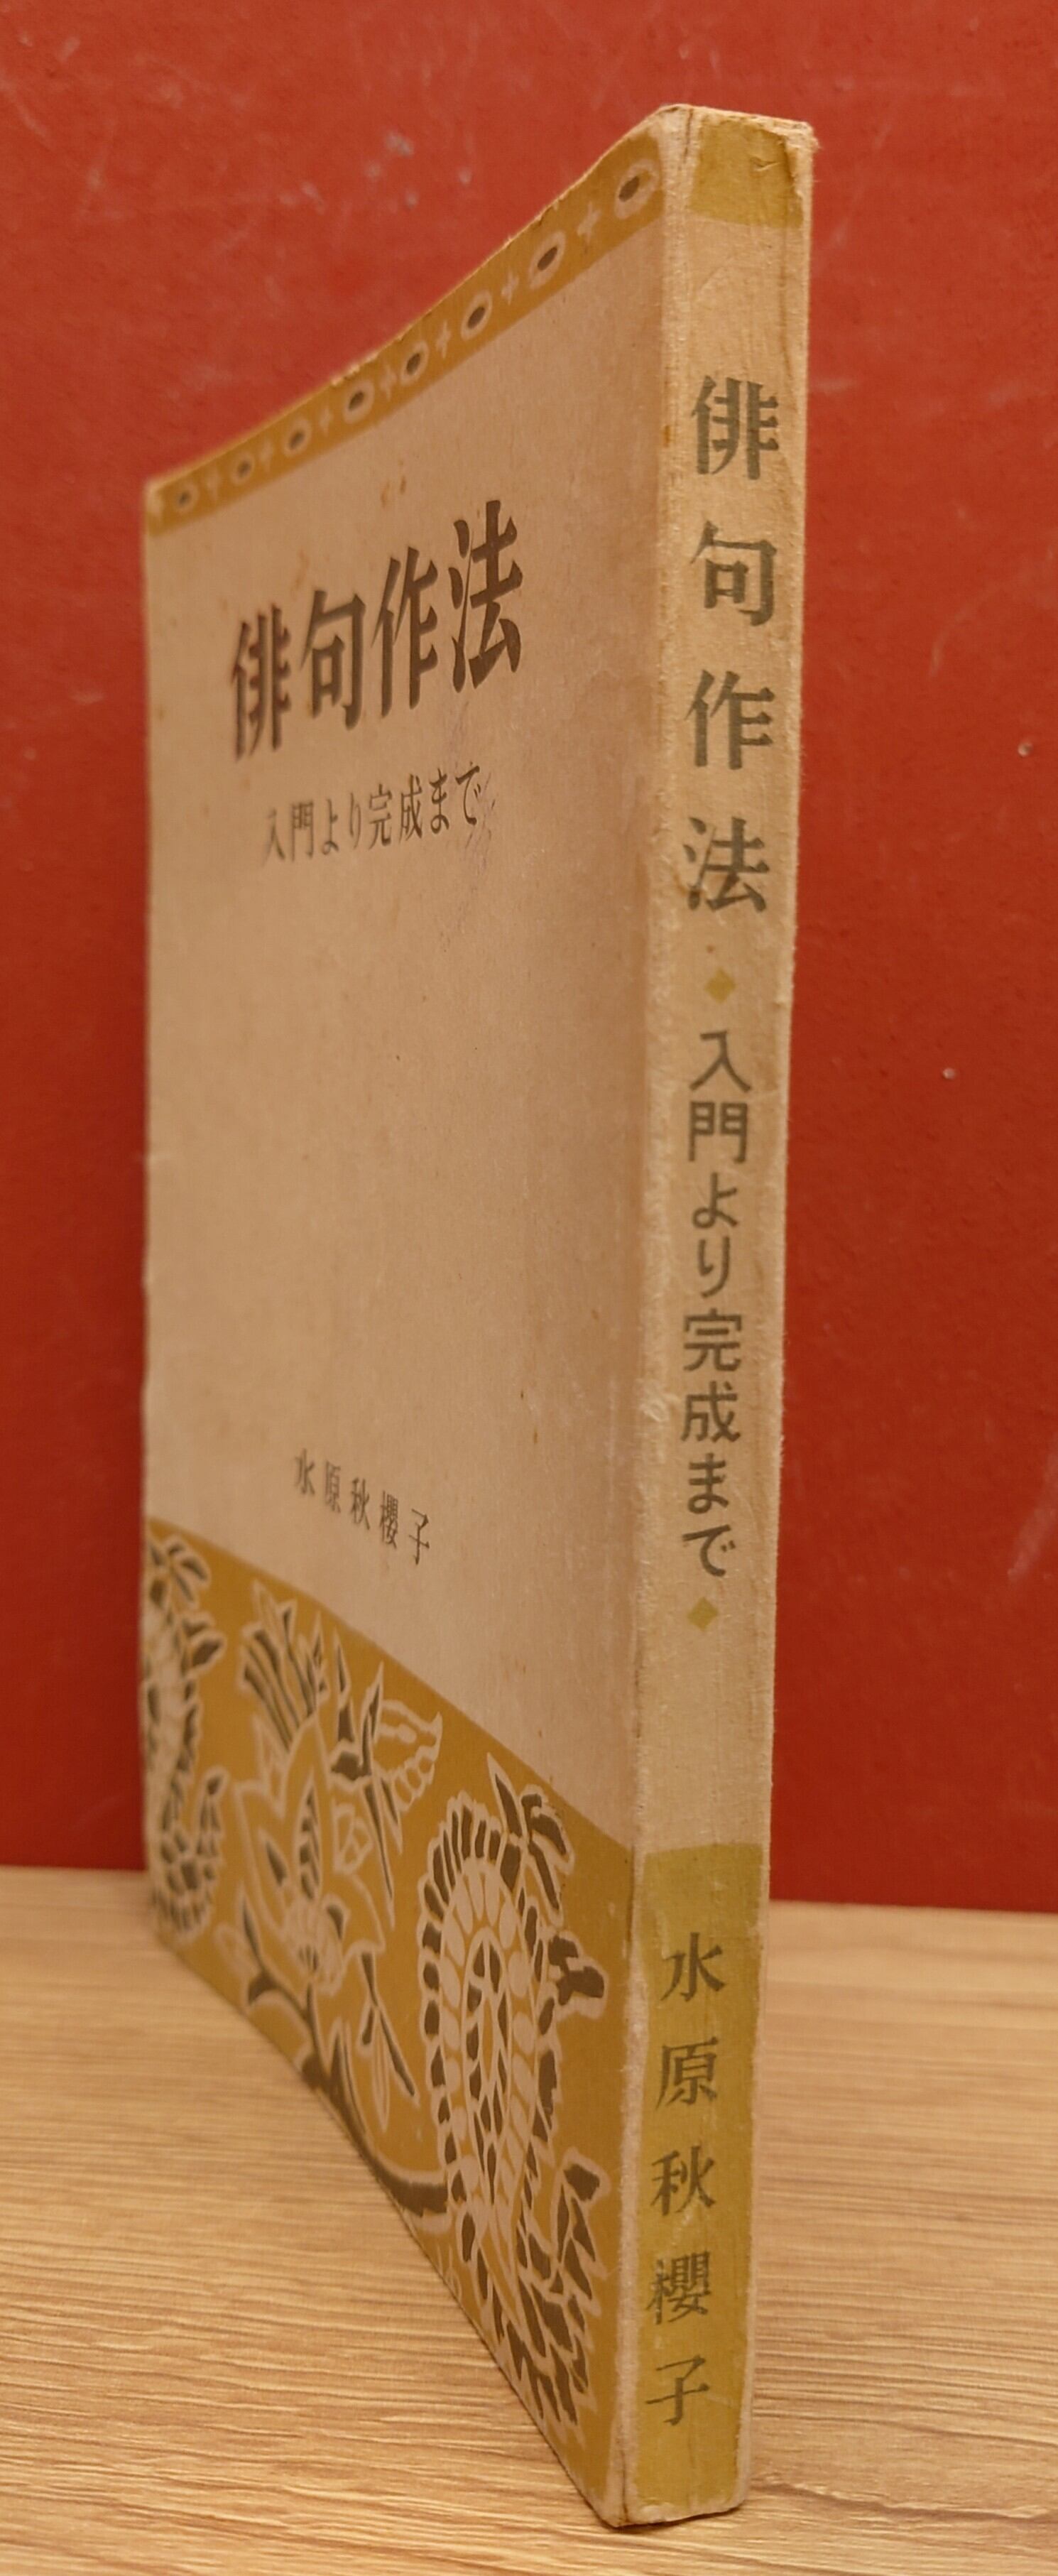 俳句作法
入門より完成まで
水原秋櫻子
俳句作法◆入門より完成まで◆
水原秋櫻子